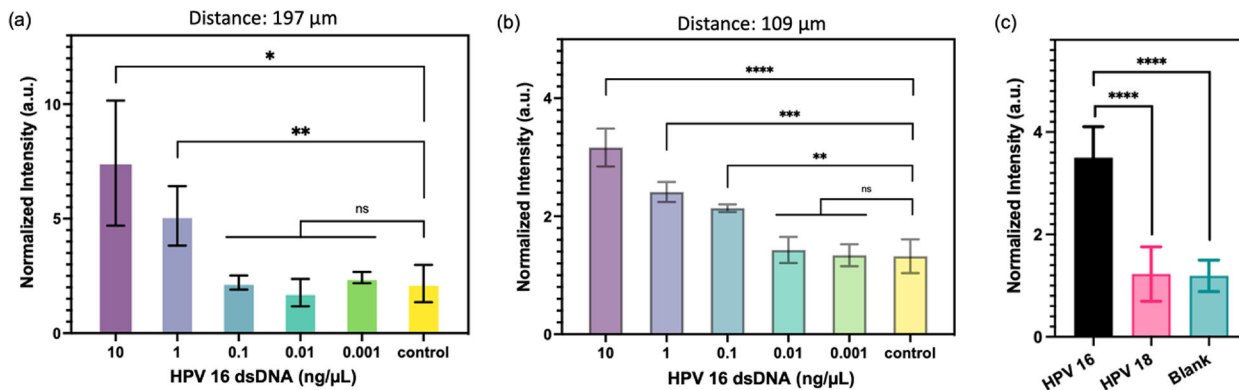 (a)
Distance: 197 µm
Normalized Intensity (a.u.)
10
5
0
*
**
ns
10 1 0.1 0.01 0.001 control
HPV 16 dsDNA (ng/µL)
(b)
Distance: 109 µm
Normalized Intensity (a.u.)
4
2
0
****
***
**
ns
10 1 0.1 0.01 0.001 control
HPV 16 dsDNA (ng/µL)
(c)
Normalized Intensity (a.u.)
4
2
0
****
****
HPV 16 HPV 18 Blank